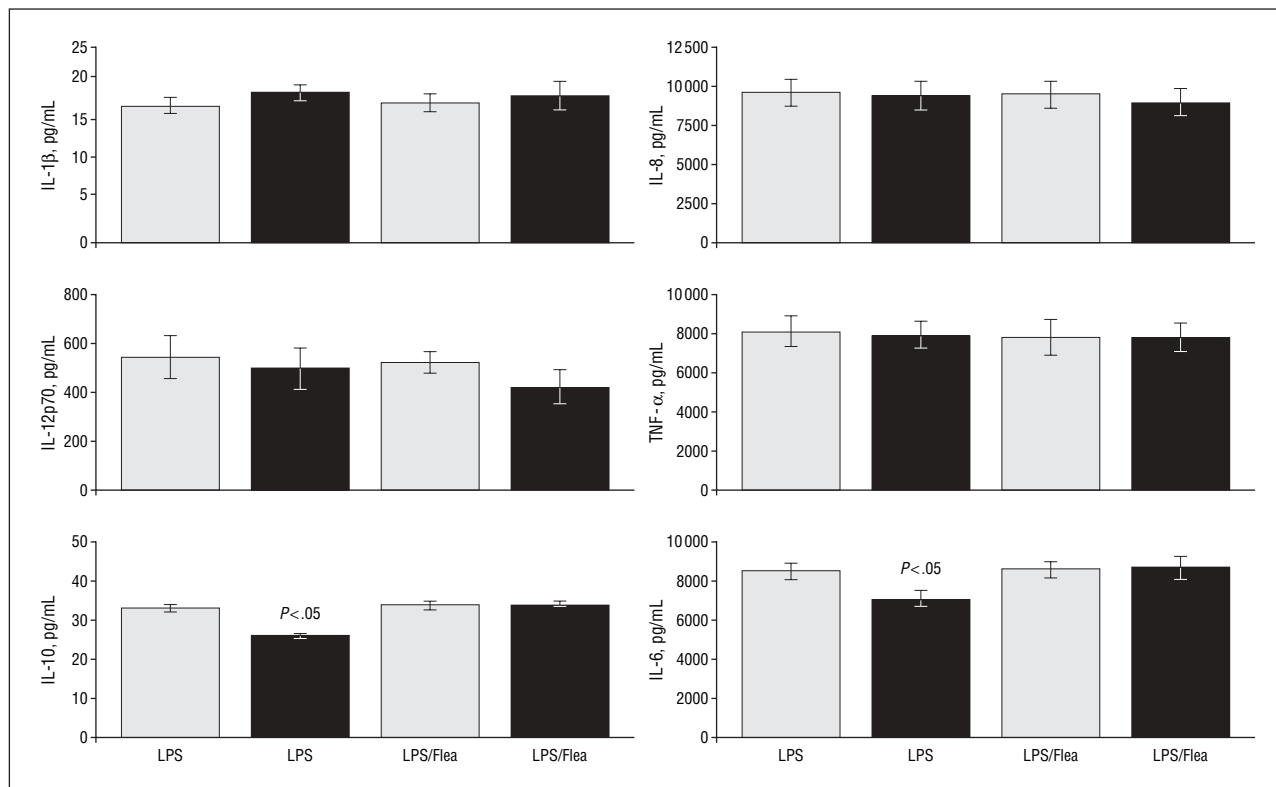 IL-1β, pg/mL
25
20
15
10
5
0
IL-8, pg/mL
12 500
10 000
7500
5000
2500
0
IL-12p70, pg/mL
800
600
400
200
0
TNF-α, pg/mL
10 000
8000
6000
4000
2000
0
IL-10, pg/mL
50
40
30
20
10
0
P<.05
LPS
LPS
LPS/Flea
LPS/Flea
IL-6, pg/mL
10 000
8000
6000
4000
2000
0
P<.05
LPS
LPS
LPS/Flea
LPS/Flea